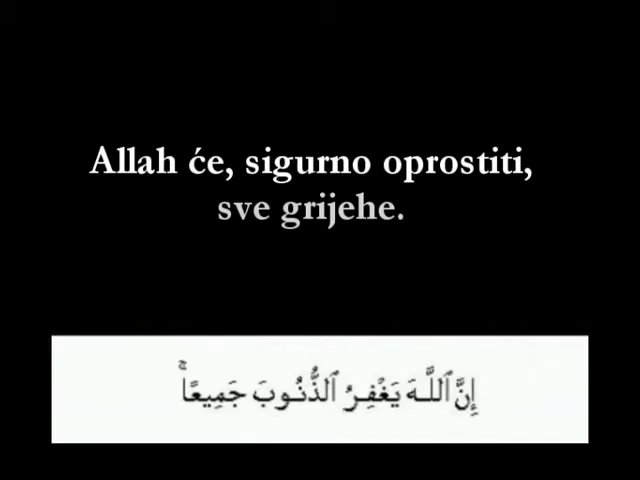 Allah će, sigurno oprostiti,
sve grijehe.
إِنَّ ٱللَّهَ يَغْفِرُ ٱلذُّنُوبَ جَمِيعًا ۚ